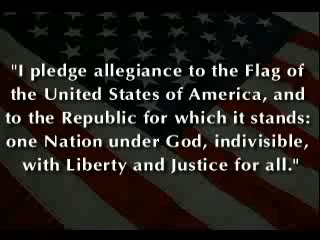 "I pledge allegiance to the Flag of
the United States of America, and
to the Republic for which it stands:
one Nation under God, indivisible,
with Liberty and Justice for all."